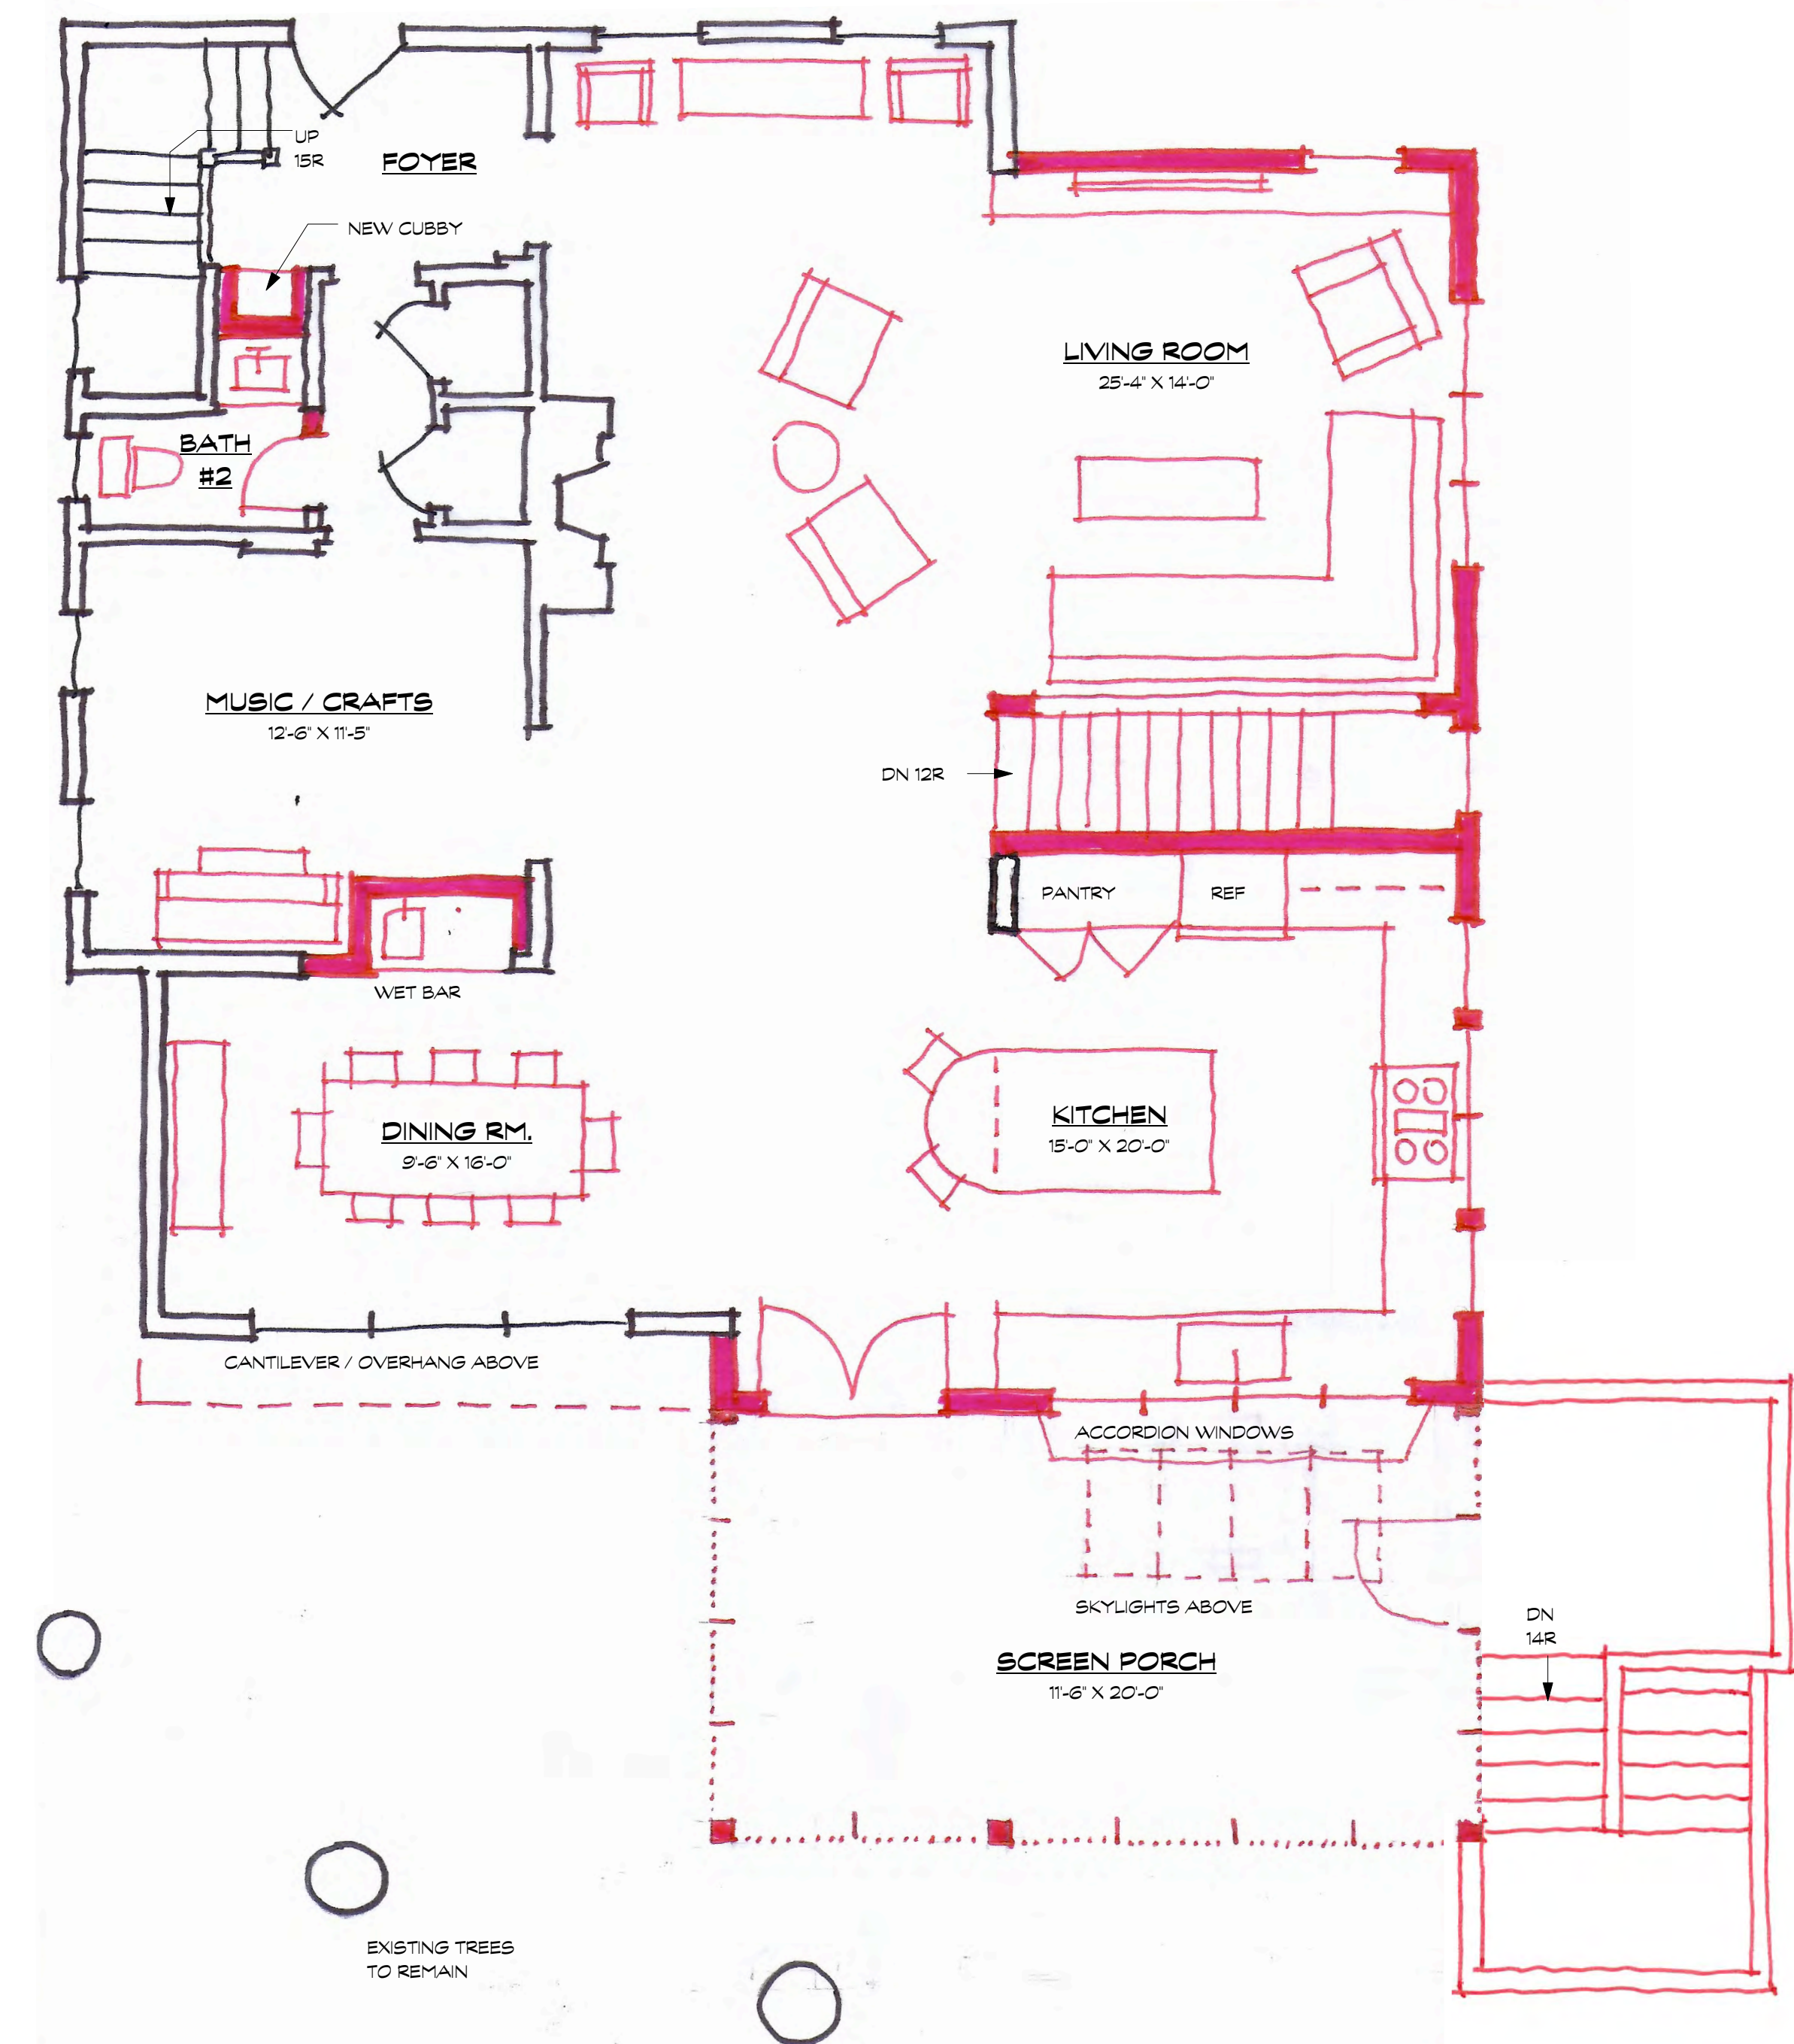 UP
15R
FOYER
NEW CUBBY
LIVING ROOM
25'-4" X 14'-0"
BATH
#2
MUSIC / CRAFTS
12'-6" X 11'-5"
DN 12R
PANTRY
REF
WET BAR
DINING RM.
9'-6" X 16'-0"
KITCHEN
15'-0" X 20'-0"
CANTILEVER / OVERHANG ABOVE
ACCORDION WINDOWS
SKYLIGHTS ABOVE
DN
14R
SCREEN PORCH
11'-6" X 20'-0"
EXISTING TREES
TO REMAIN